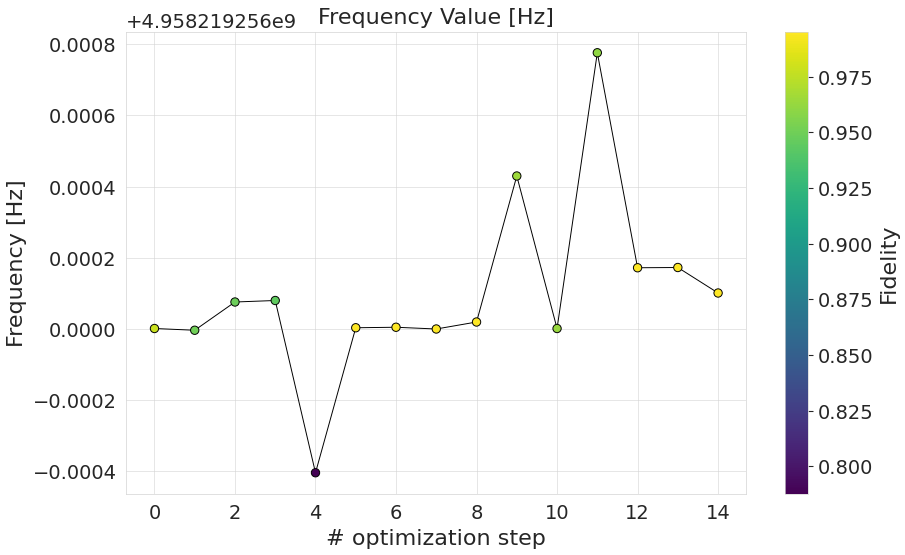 +4.958219256e9
Frequency Value [Hz]
Frequency [Hz]
0.0008
0.0006
0.0004
0.0002
0.0000
−0.0002
−0.0004
0 2 4 6 8 10 12 14
# optimization step
0.975
0.950
0.925
0.900
0.875
0.850
0.825
0.800
Fidelity